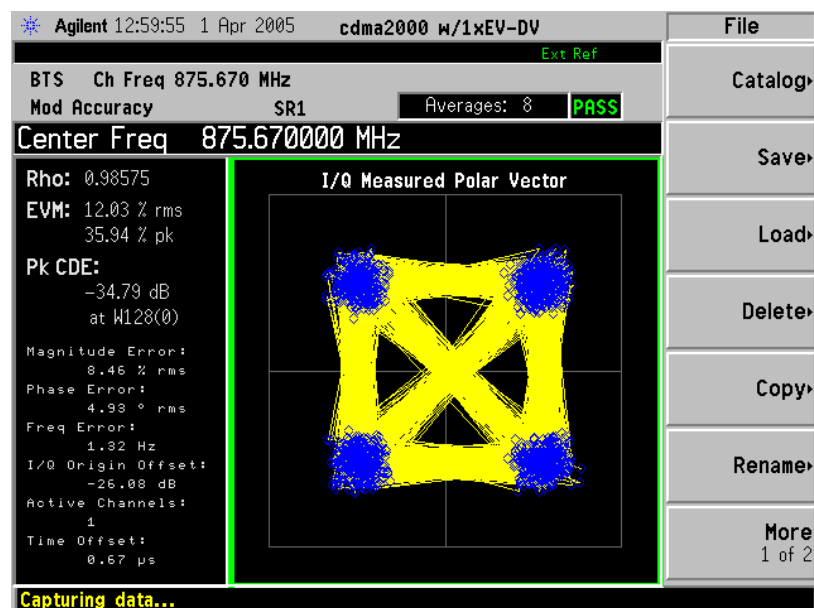 Agilent 12:59:55 1 Apr 2005 cdma2000 w/1xEV-DV File
Ext Ref
BTS Ch Freq 875.670 MHz
Mod Accuracy SR1 Averages: 8 PASS
Center Freq 875.670000 MHz
Rho: 0.98575
EVM: 12.03 % rms
35.94 % pk
Pk CDE:
-34.79 dB
at W128(0)
Magnitude Error:
8.46 % rms
Phase Error:
4.93 ° rms
Freq Error:
1.32 Hz
I/Q Origin Offset:
-26.08 dB
Active Channels:
1
Time Offset:
0.67 µs
I/Q Measured Polar Vector
Catalog
Save
Load
Delete
Copy
Rename
More
1 of 2
Capturing data...